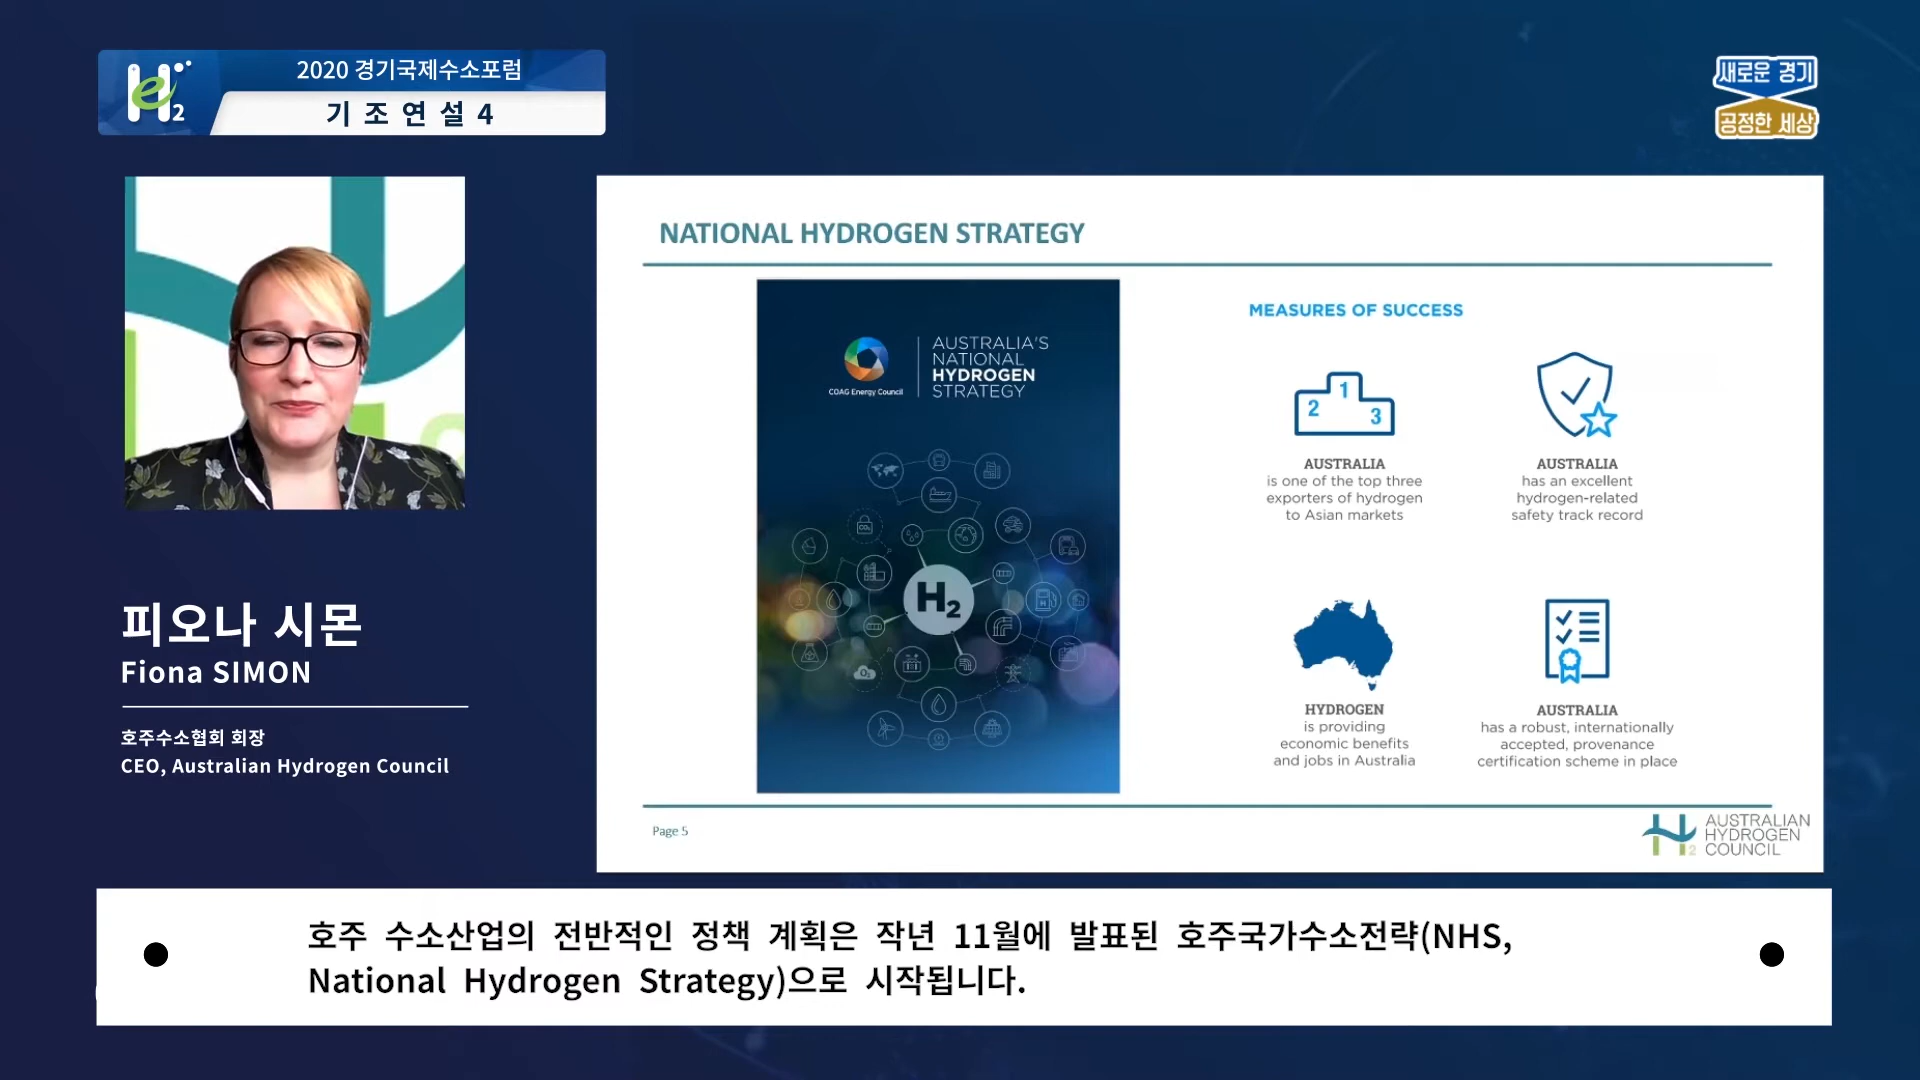 2020 경기국제수소포럼
기조연설4
새로운 경기
공정한 세상
피오나 시몬
Fiona SIMON
호주수소협회 회장
CEO, Australian Hydrogen Council
NATIONAL HYDROGEN STRATEGY
COAG Energy Council
AUSTRALIA'S
NATIONAL
HYDROGEN
STRATEGY
H2
MEASURES OF SUCCESS
1
2
3
AUSTRALIA
is one of the top three
exporters of hydrogen
to Asian markets
AUSTRALIA
has an excellent
hydrogen-related
safety track record
HYDROGEN
is providing
economic benefits
and jobs in Australia
AUSTRALIA
has a robust, internationally
accepted, provenance
certification scheme in place
Page 5
AUSTRALIAN
HYDROGEN
COUNCIL
호주 수소산업의 전반적인 정책 계획은 작년 11월에 발표된 호주국가수소전략(NHS,
National Hydrogen Strategy)으로 시작됩니다.